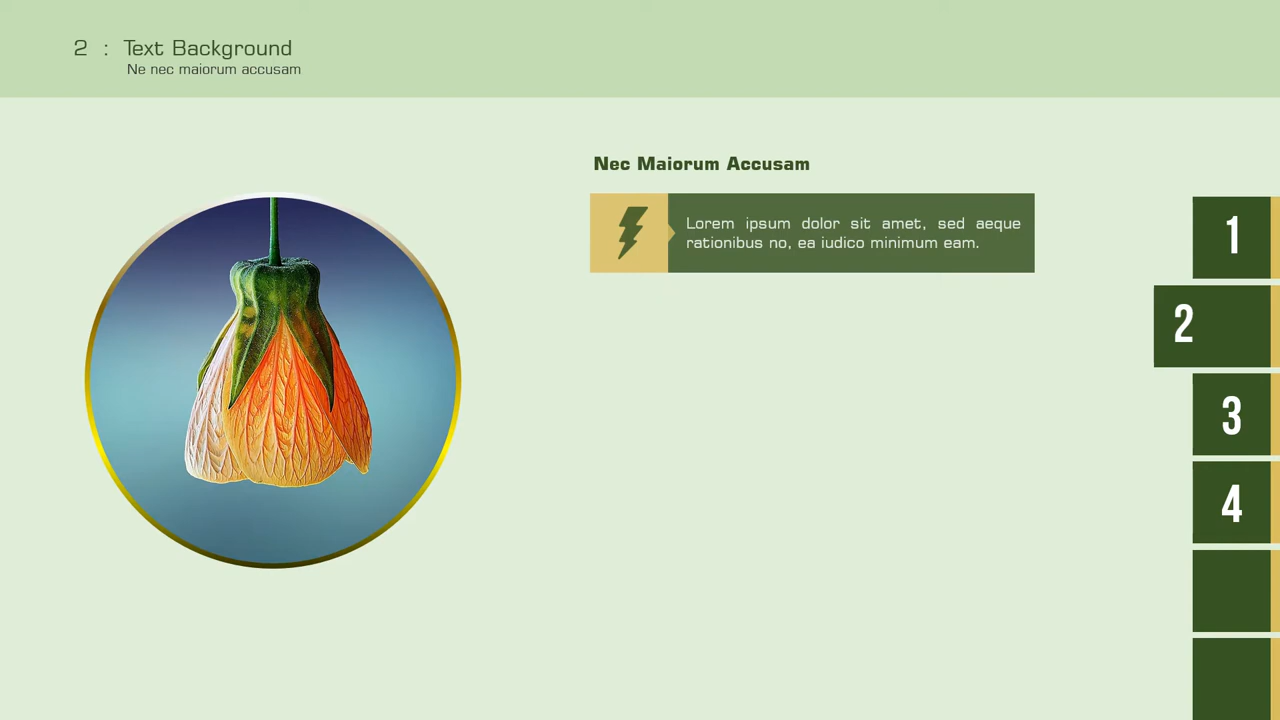 2 : Text Background
Ne nec maiorum accusam
Nec Maiorum Accusam
Lorem ipsum dolor sit amet, sed aeque
rationibus no, ea iudico minimum eam.
1
2
3
4